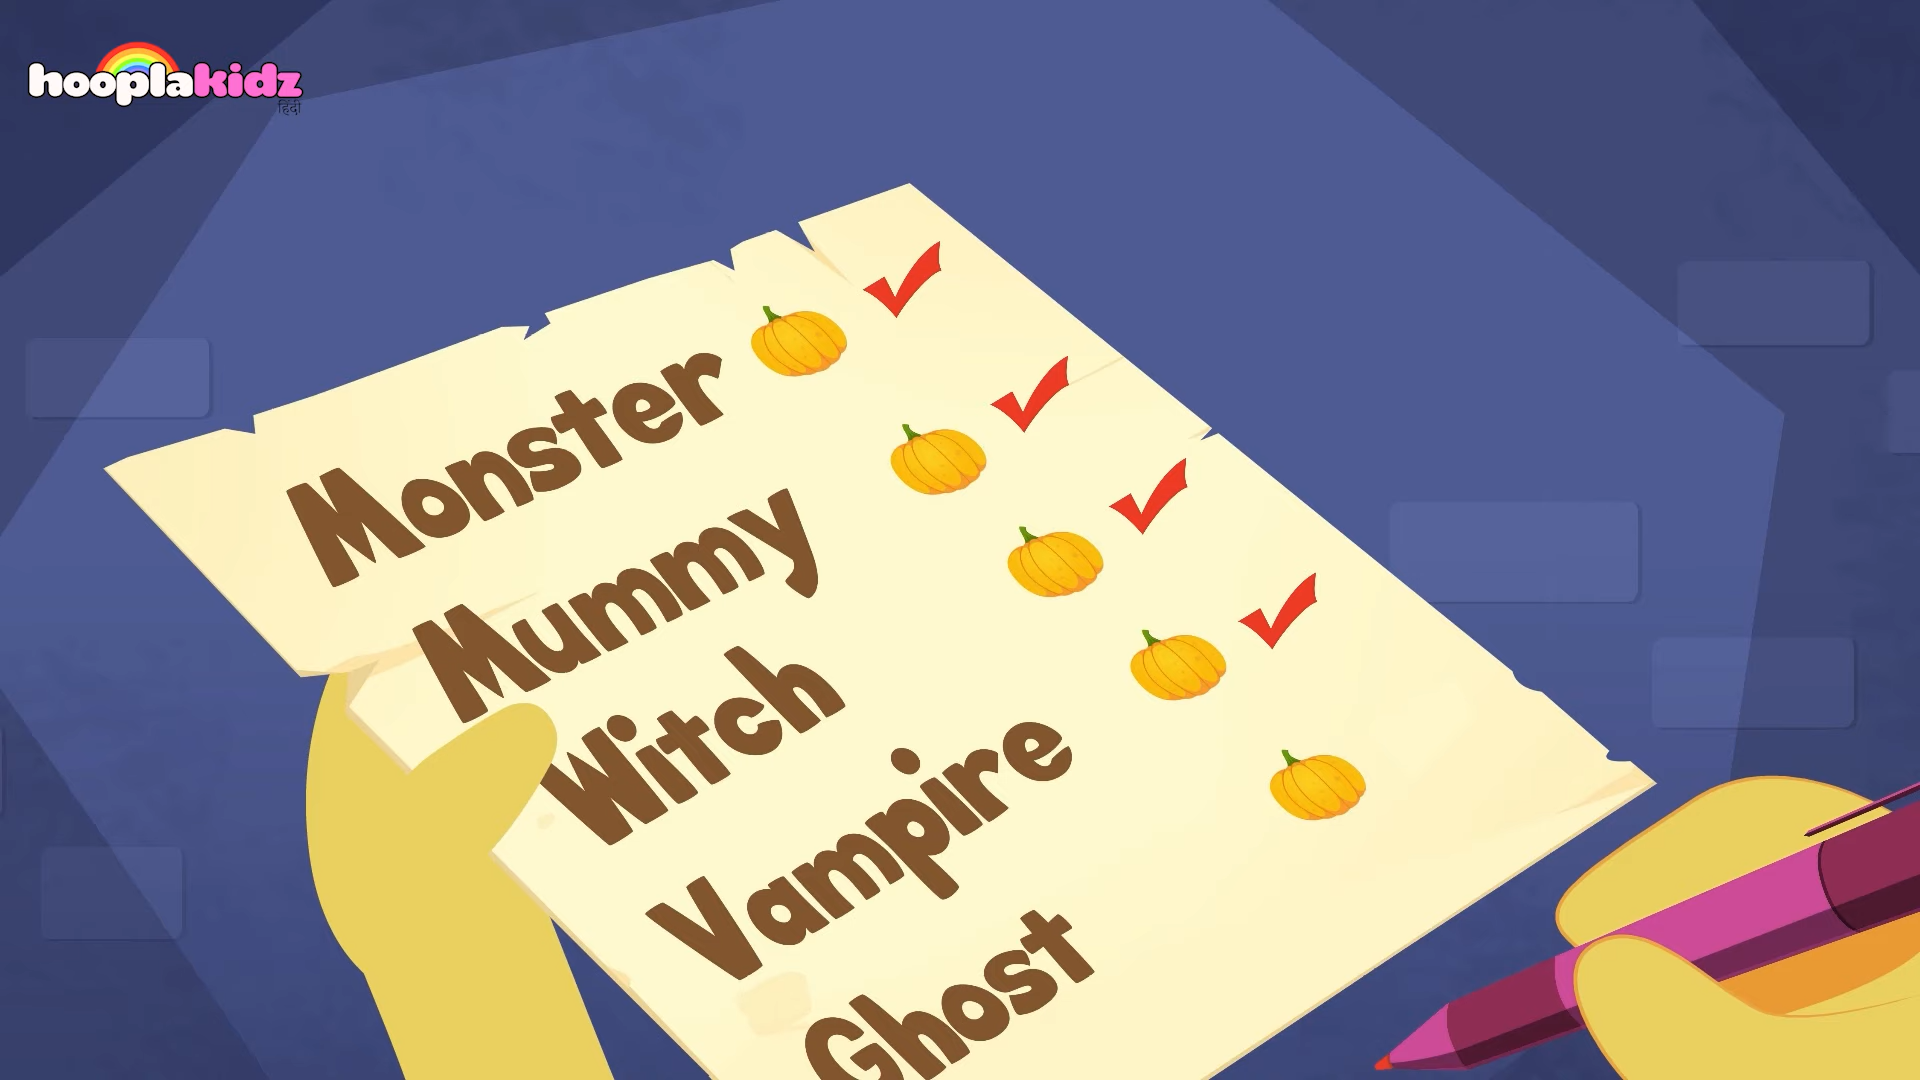 hooplakidz
हिंदी
Monster
Mummy
Witch
Vampire
Ghost